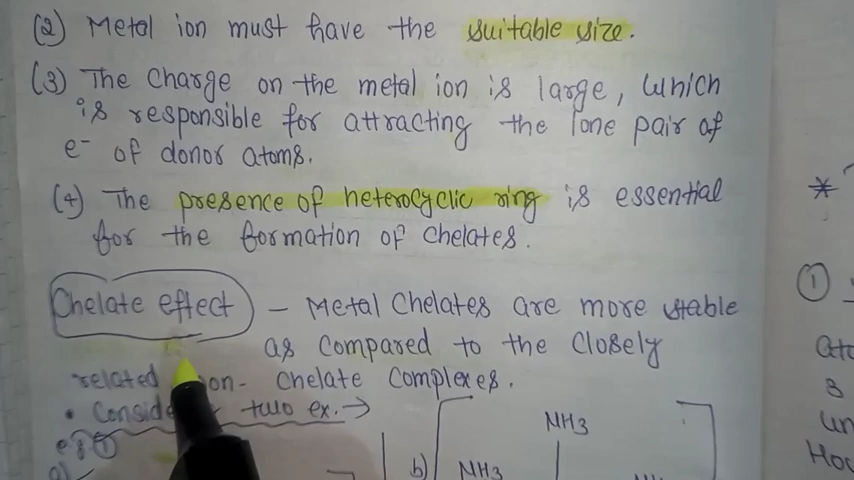 (2) Metal ion must have the suitable size.
(3) The charge on the metal ion is large, which
is responsible for attracting the lone pair of
e- of donor atoms.
(4) The presence of heterocyclic ring is essential
for the formation of chelates.
Chelate effect - Metal Chelates are more stable
as compared to the closely
related chelate complexes.
• two ex. →
NH3
b) NH3
*
①